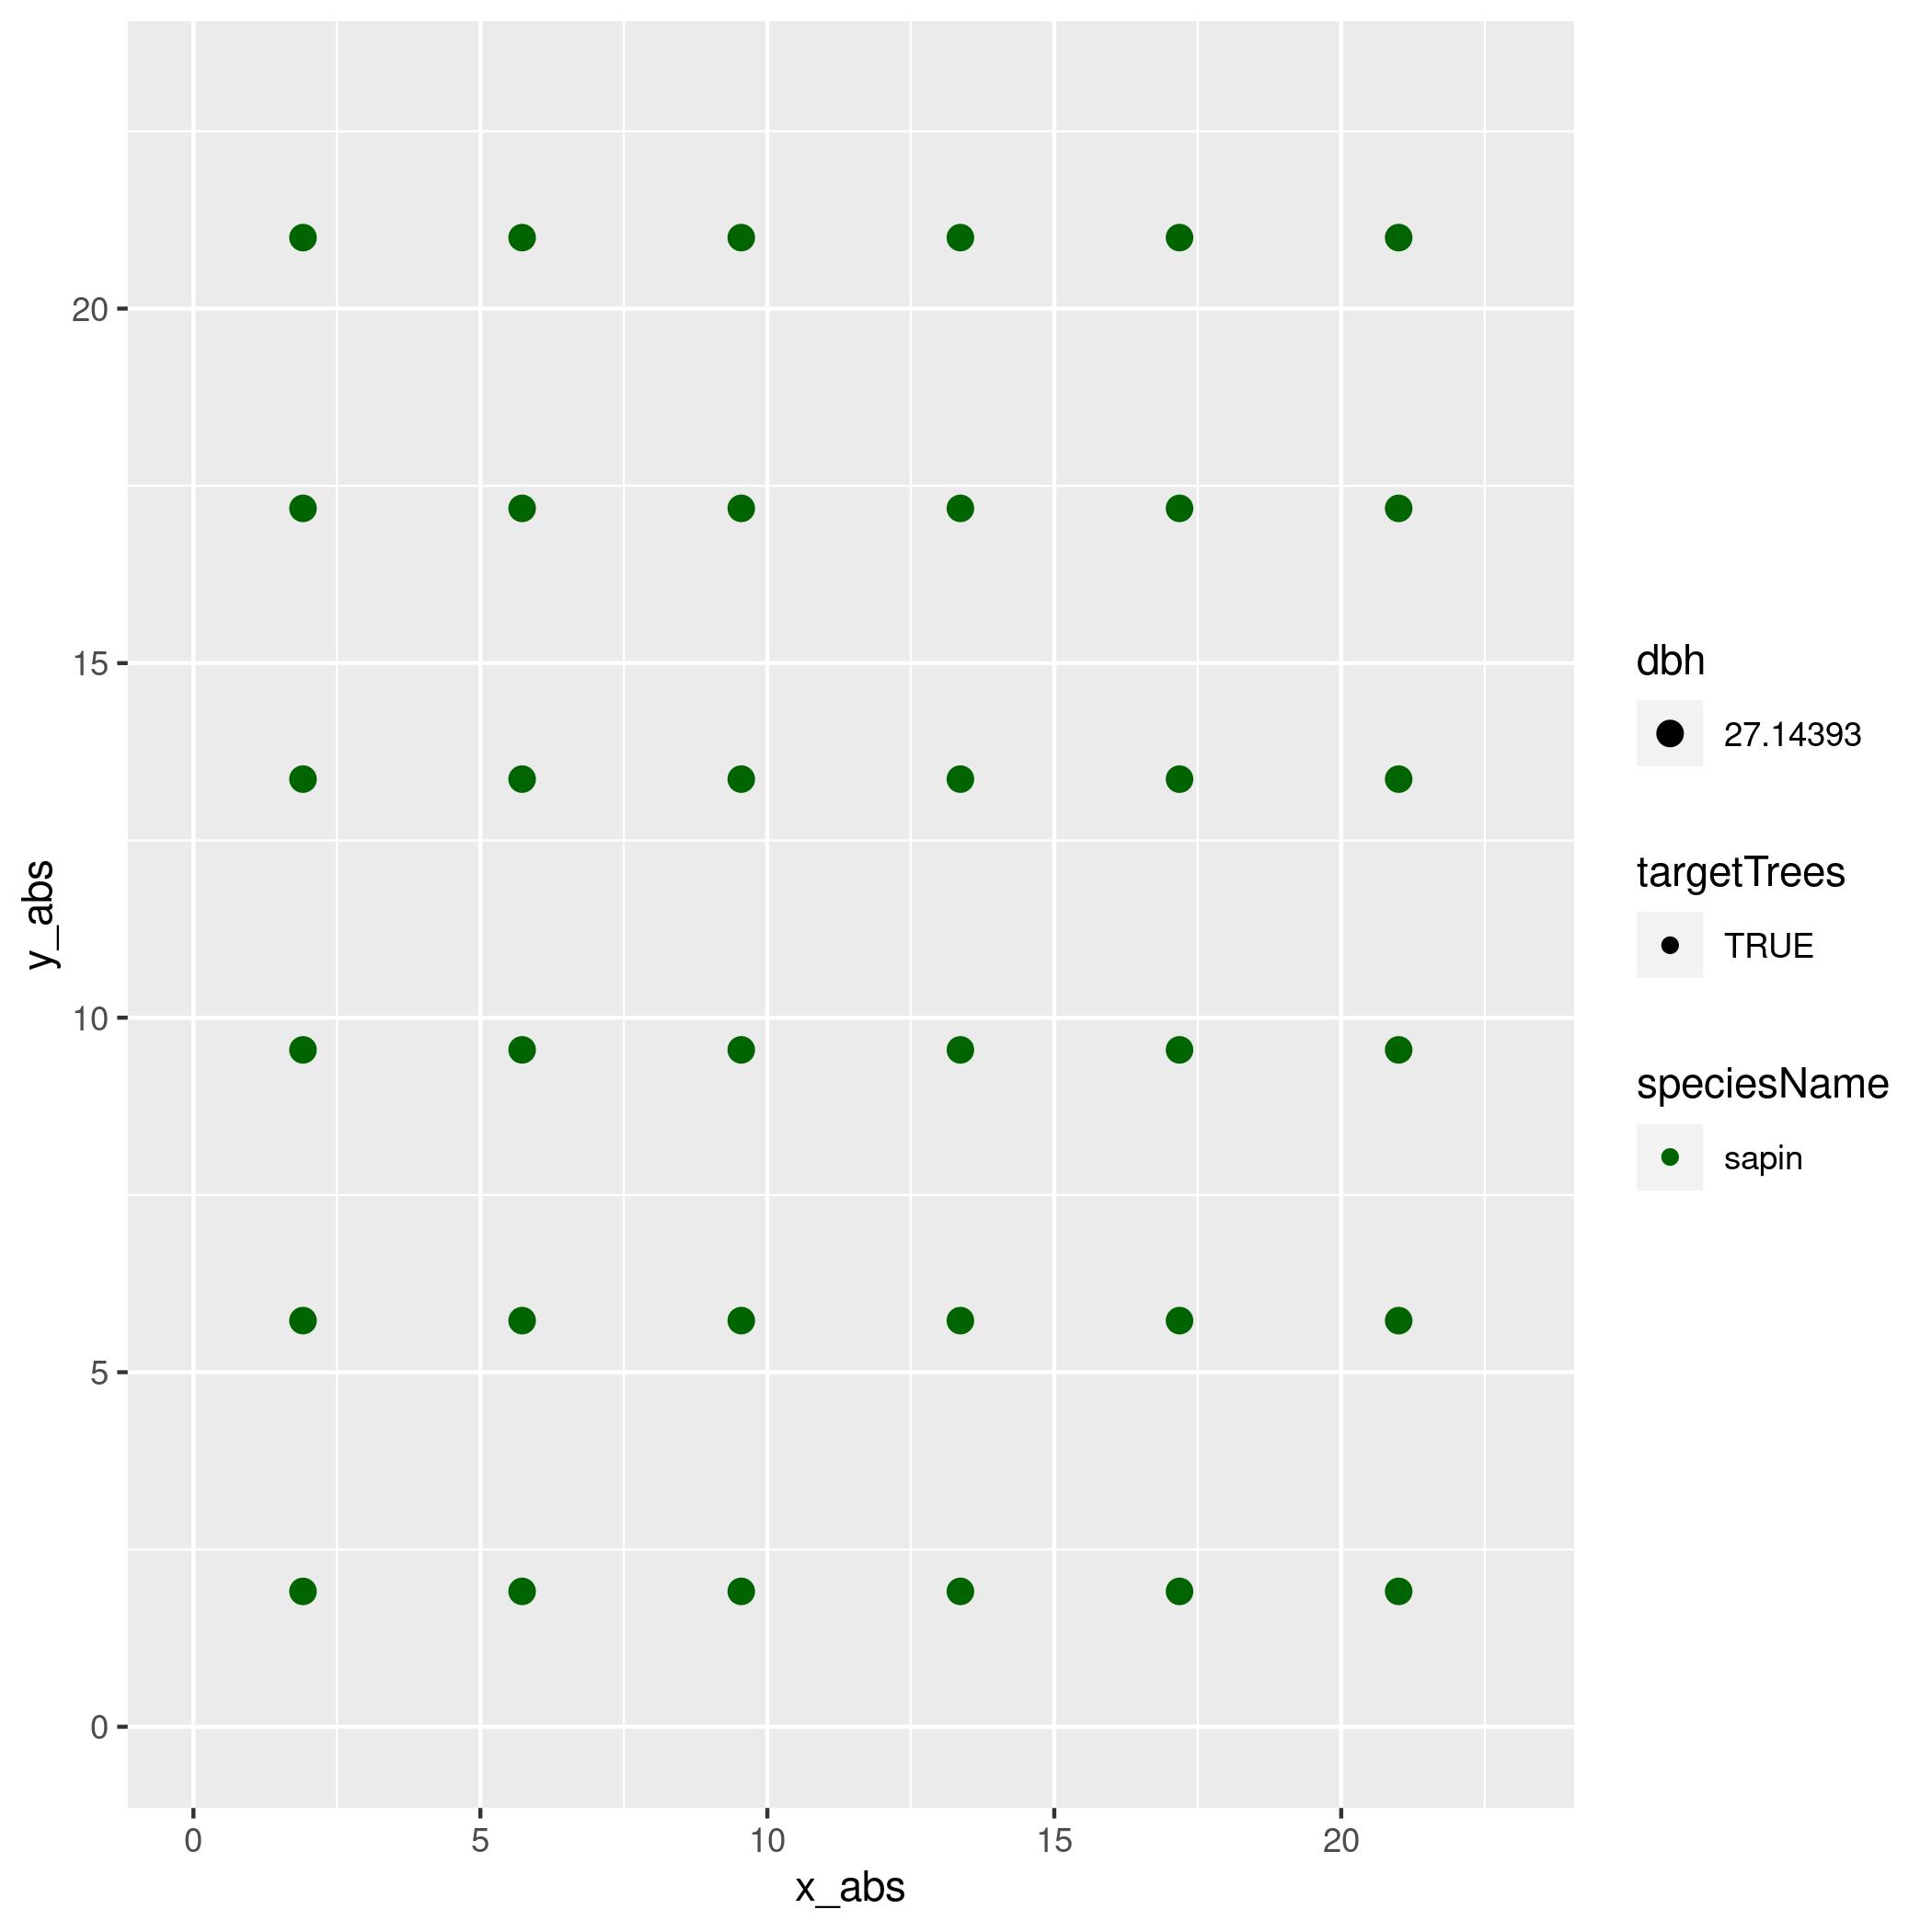 20
15
10
5
0
y_abs
0 5 10 15 20
x_abs
dbh
27.14393
targetTrees
TRUE
speciesName
sapin